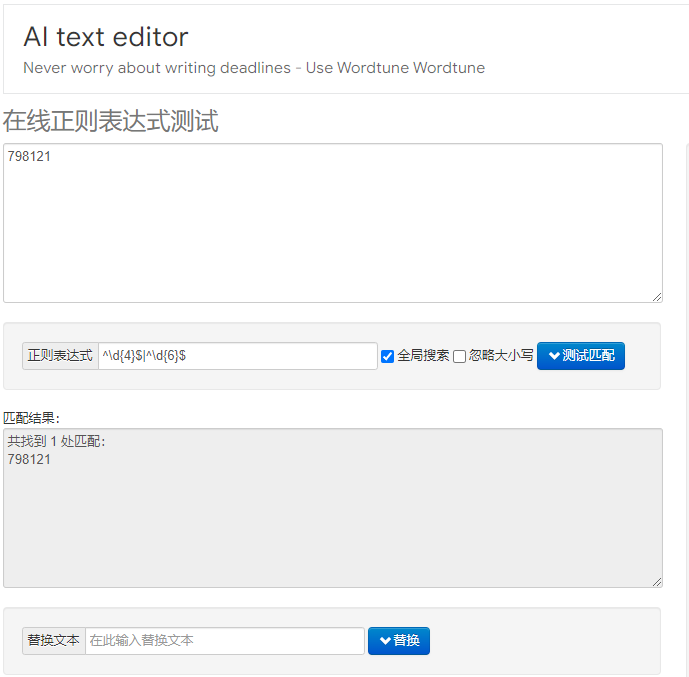 AI text editor
Never worry about writing deadlines - Use Wordtune Wordtune
在线正则表达式测试
798121
正则表达式 ^\d{4}$|^\d{6}$ 全局搜索 忽略大小写 测试匹配
匹配结果：
共找到 1 处匹配：
798121
替换文本 在此输入替换文本 替换